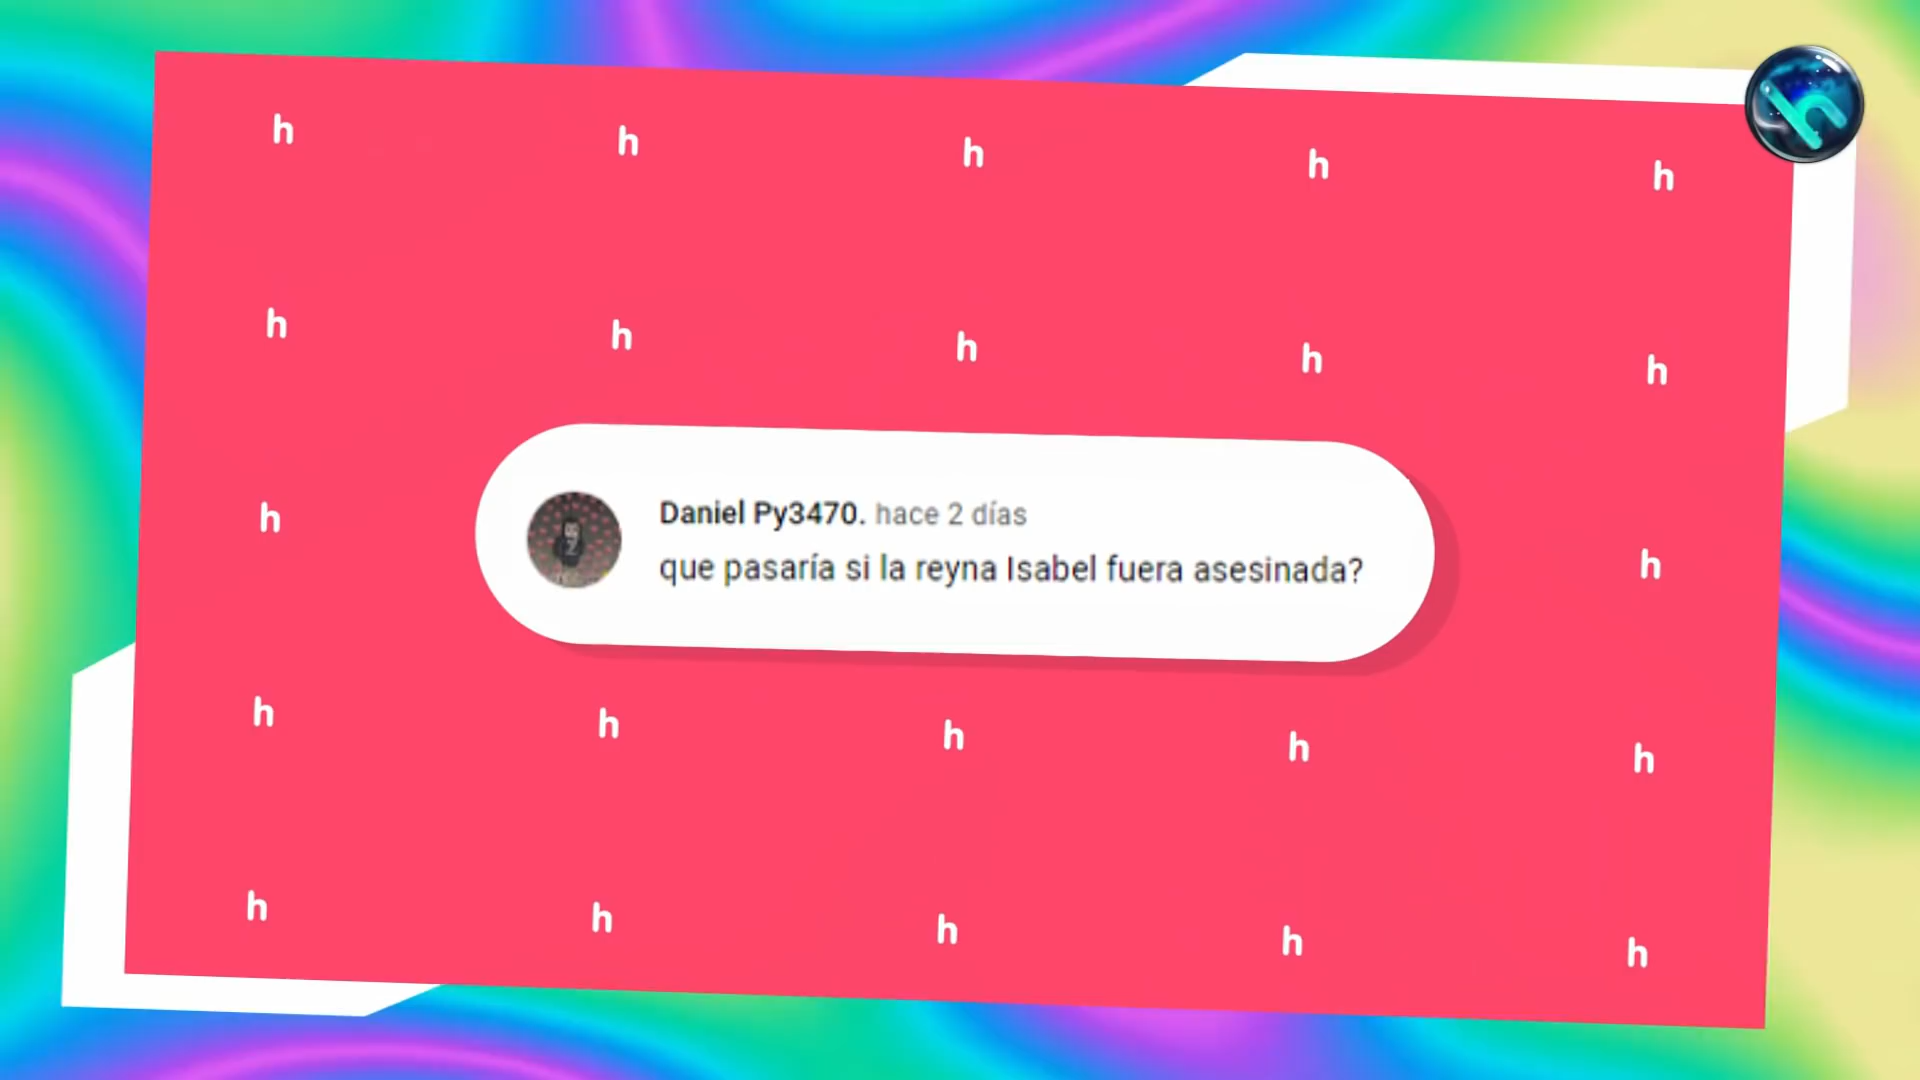 h h h h h
h h h h h
h
Daniel Py3470. hace 2 días
que pasaría si la reyna Isabel fuera asesinada?
h
h h h h h
h h h h h